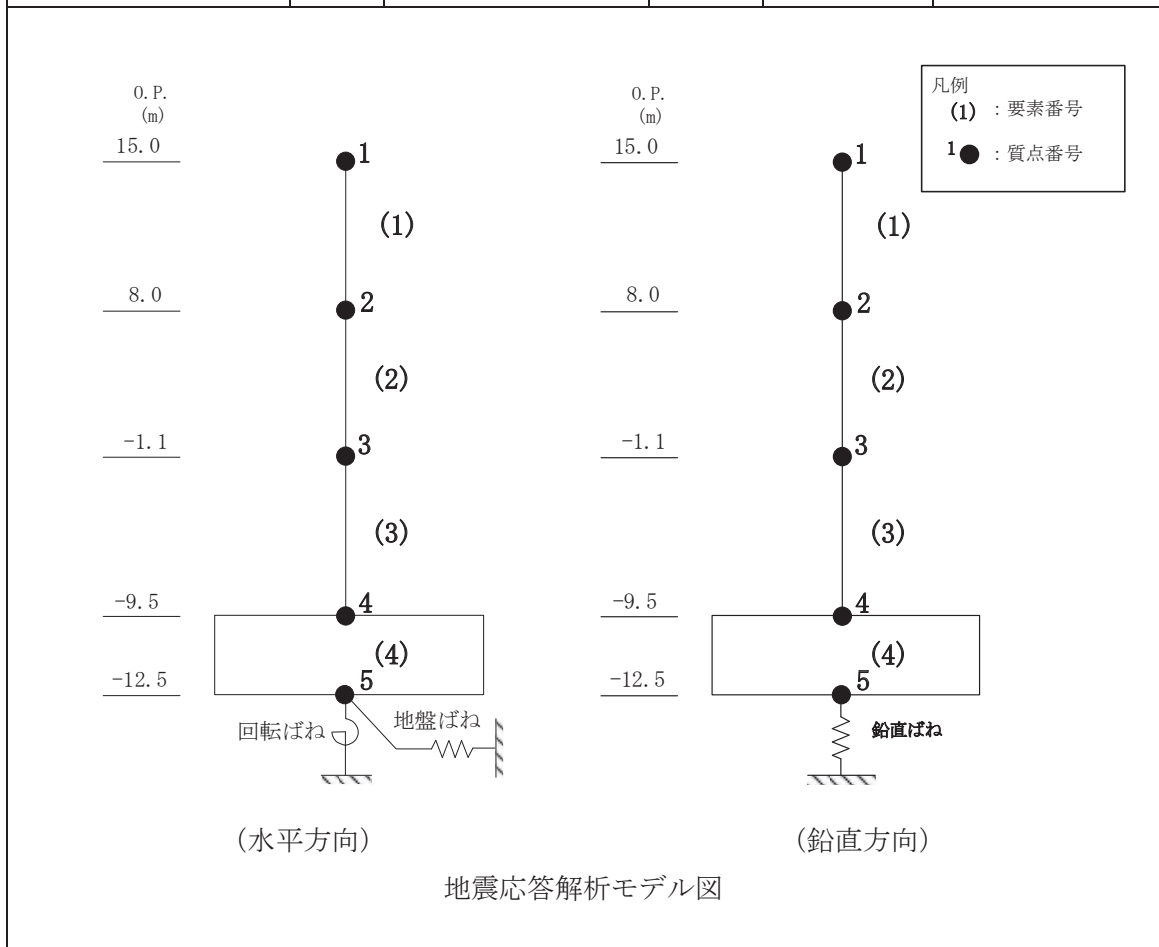 O.P.
(m)
15.0
8.0
-1.1
-9.5
-12.5
1
(1)
2
(2)
3
(3)
4
(4)
5
回転ばね
地盤ばね
(水平方向)
O.P.
(m)
15.0
8.0
-1.1
-9.5
-12.5
1
(1)
2
(2)
3
(3)
4
(4)
5
鉛直ばね
(鉛直方向)
凡例
(1) : 要素番号
1 : 質点番号
地震応答解析モデル図